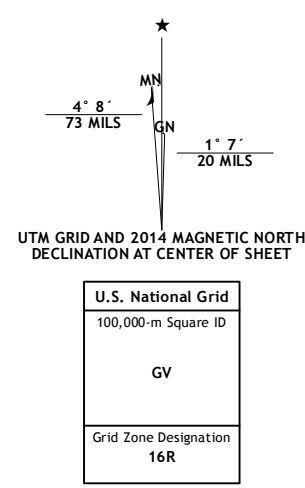 MN
4° 8´
73 MILS
GN
1° 7´
20 MILS
UTM GRID AND 2014 MAGNETIC NORTH
DECLINATION AT CENTER OF SHEET
U.S. National Grid
100,000-m Square ID
GV
Grid Zone Designation
16R